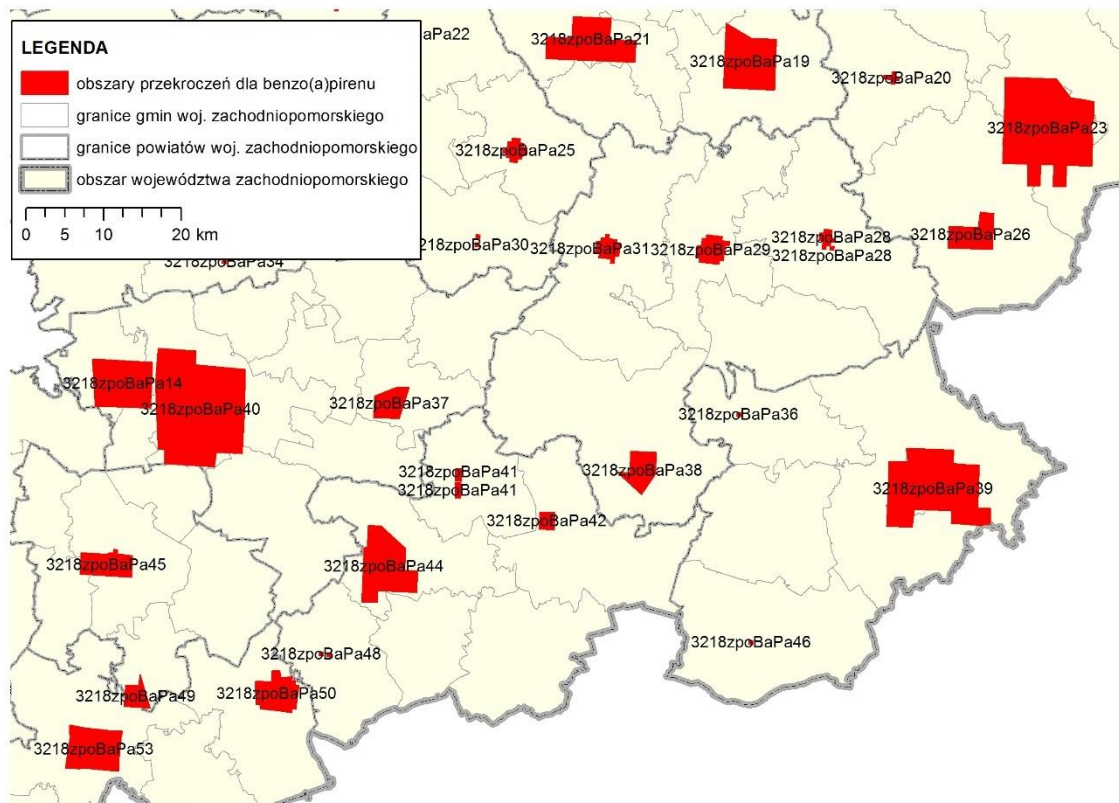 LEGENDA
obszary przekroczeń dla benzo(a)pirenu
granice gmin woj. zachodniopomorskiego
granice powiatów woj. zachodniopomorskiego
obszar województwa zachodniopomorskiego
0 5 10 20 km
aPa22
3218zpoBaPa21
3218zpoBaPa19
3218zpoBaPa20
3218zpoBaPa23
3218zpoBaPa25
3218zpoBaPa30
3218zpoBaPa31
3218zpoBaPa29
3218zpoBaPa28
3218zpoBaPa28
3218zpoBaPa26
3218zpoBaPa34
3218zpoBaPa14
3218zpoBaPa40
3218zpoBaPa37
3218zpoBaPa36
3218zpoBaPa41
3218zpoBaPa41
3218zpoBaPa38
3218zpoBaPa39
3218zpoBaPa42
3218zpoBaPa45
3218zpoBaPa44
3218zpoBaPa46
3218zpoBaPa48
3218zpoBaPa49
3218zpoBaPa50
3218zpoBaPa53